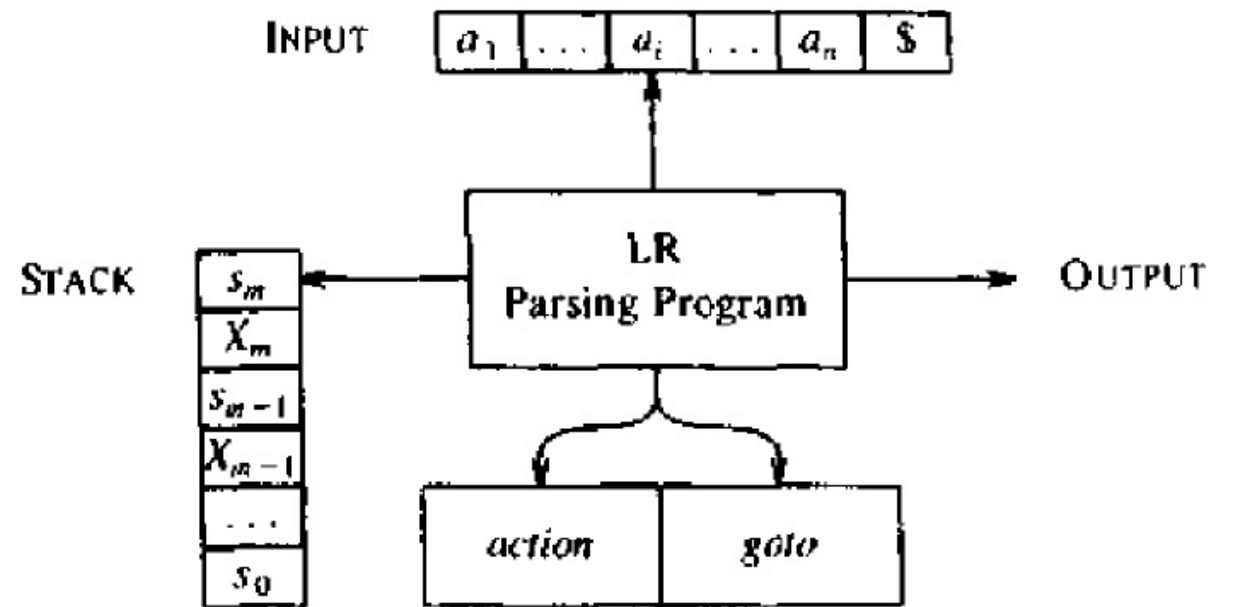 INPUT a₁ ... aᵢ ... aₙ $
LR
Parsing Program
STACK
OUTPUT
sₘ
Xₘ
sₘ₋₁
Xₘ₋₁
...
s₀
action goto